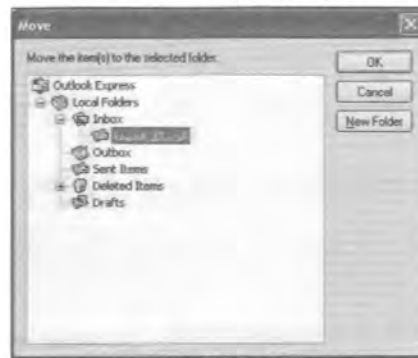 Move
Move the item(s) to the selected folder.
OK
Cancel
New Folder
Outlook Express
Local Folders
Inbox
Outbox
Sent Items
Deleted Items
Drafts